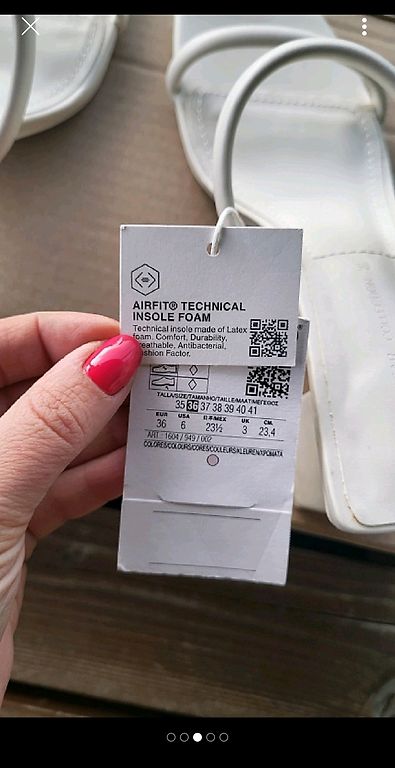 AIRFIT® TECHNICAL
INSOLE FOAM
Technical insole made of Latex
foam. Comfort, Durability,
Breathable, Antibacterial,
Fashion Factor.
TALLA/SIZE/TAMANHO/TAILLE/MAAT/ΜΕΓΕΘΟΣ
35 36 37 38 39 40 41
EUR USA MEX UK CM.
36 6 23½ 3 23,4
ART.: 1604 / 949 / 002
COLORES/COLOURS/CORES/COULEURS/KLEUREN/ΧΡΩΜΑΤΑ